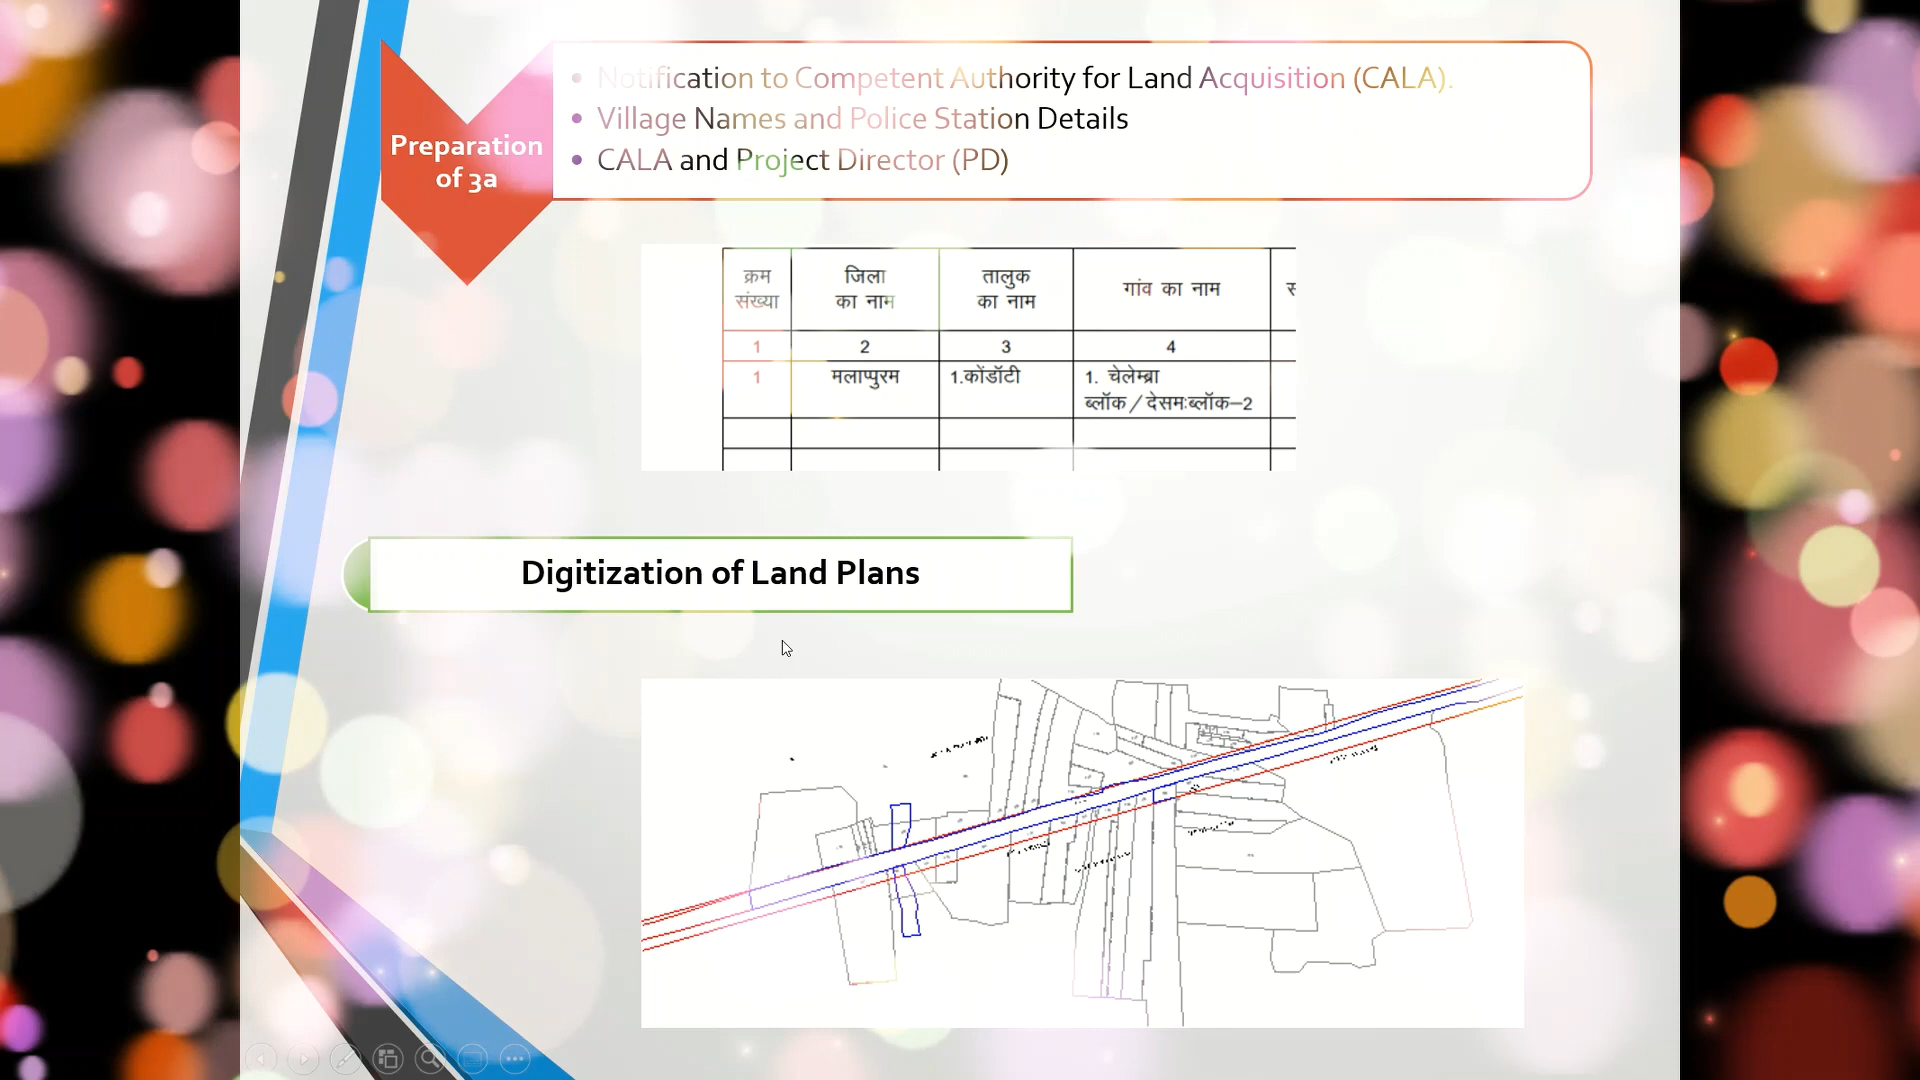 • Notification to Competent Authority for Land Acquisition (CALA).
• Village Names and Police Station Details
• CALA and Project Director (PD)
Preparation
of 3a
क्रम संख्या जिला का नाम तालुक का नाम गांव का नाम
1 2 3 4
1 मलाप्पुरम 1.कोंडॉटी 1. चेलेम्ब्रा
ब्लॉक/देसमःब्लॉक–2
Digitization of Land Plans